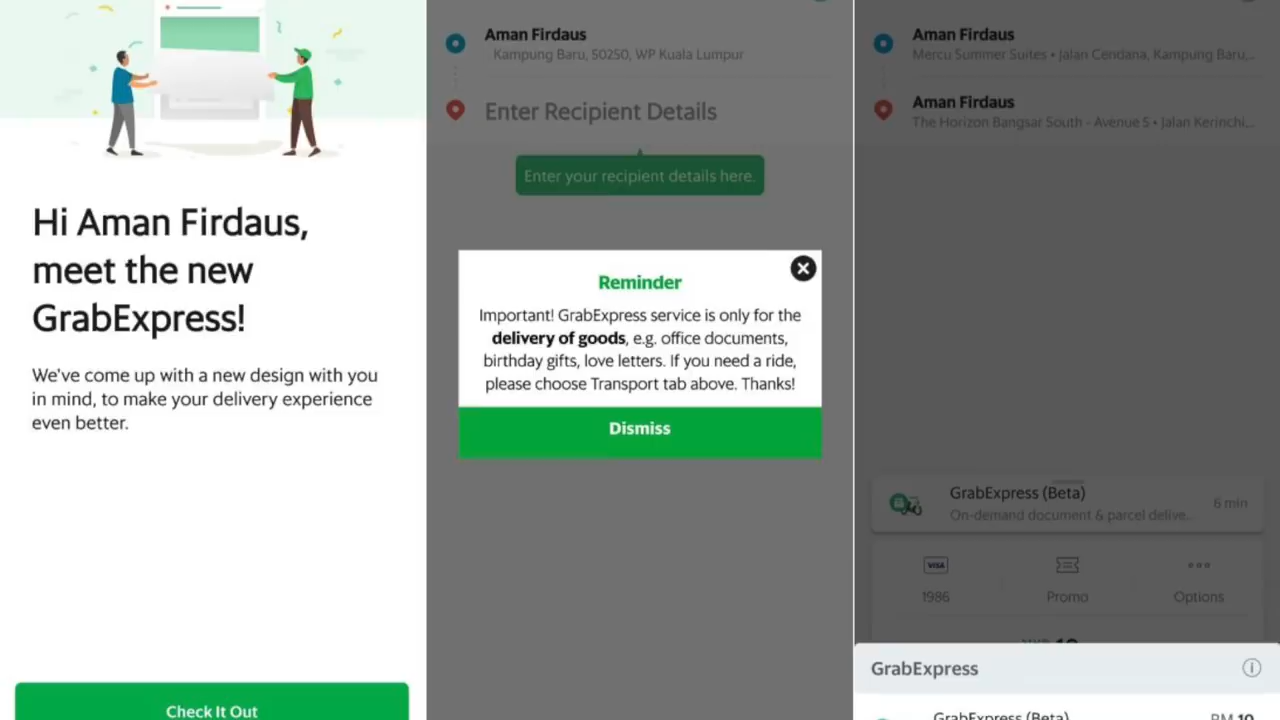 Hi Aman Firdaus,
meet the new
GrabExpress!
We've come up with a new design with you
in mind, to make your delivery experience
even better.
Check It Out
Aman Firdaus
Kampung Baru, 50250, WP Kuala Lumpur
Enter Recipient Details
Enter your recipient details here.
Reminder
Important! GrabExpress service is only for the
delivery of goods, e.g. office documents,
birthday gifts, love letters. If you need a ride,
please choose Transport tab above. Thanks!
Dismiss
Aman Firdaus
Mercu Summer Suites • Jalan Cendana, Kampung Baru,...
Aman Firdaus
The Horizon Bangsar South - Avenue 5 • Jalan Kerinchi...
GrabExpress (Beta)
6 min
On-demand document & parcel delive...
VISA
1986
Promo
Options
GrabExpress
GrabExpress (Beta)
RM 10